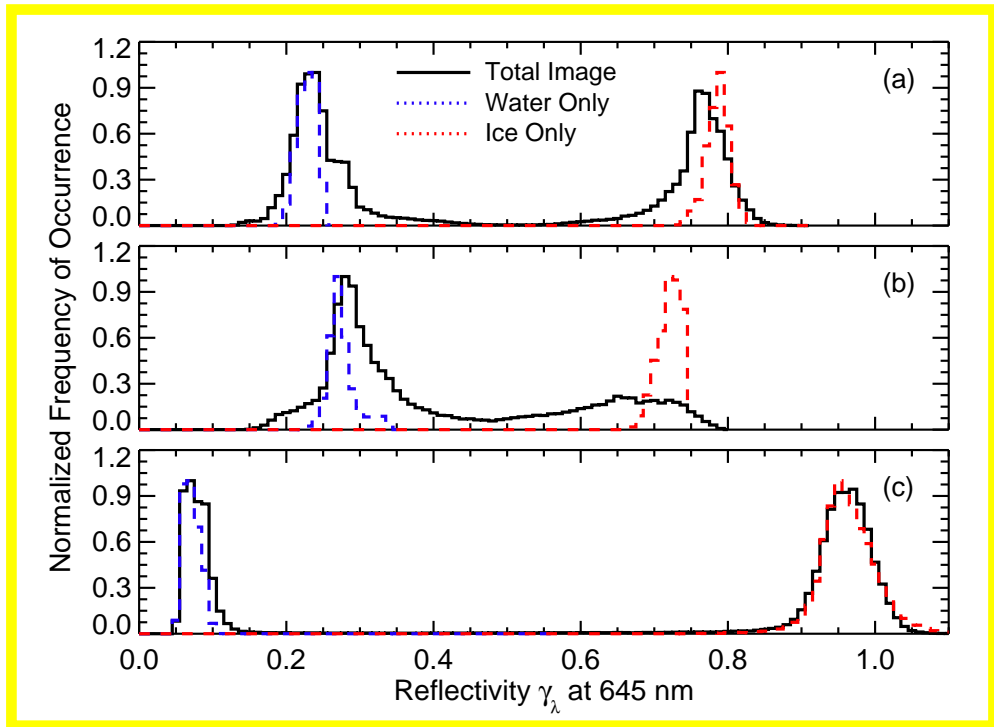 Normalized Frequency of Occurrence
1.2
0.9
0.6
0.3
0.0
Total Image
Water Only
Ice Only
(a)
1.2
0.9
0.6
0.3
0.0
(b)
1.2
0.9
0.6
0.3
0.0
(c)
0.0 0.2 0.4 0.6 0.8 1.0
Reflectivity γλ at 645 nm